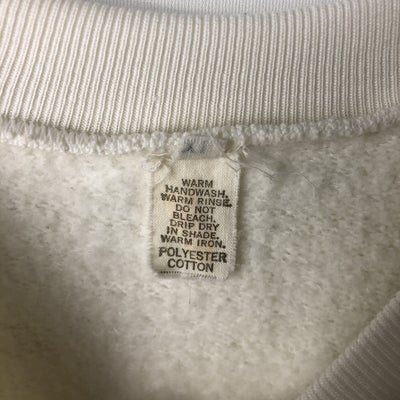 WARM
HANDWASH.
WARM RINSE.
DO NOT
BLEACH.
DRIP DRY
IN SHADE.
WARM IRON.
POLYESTER
COTTON